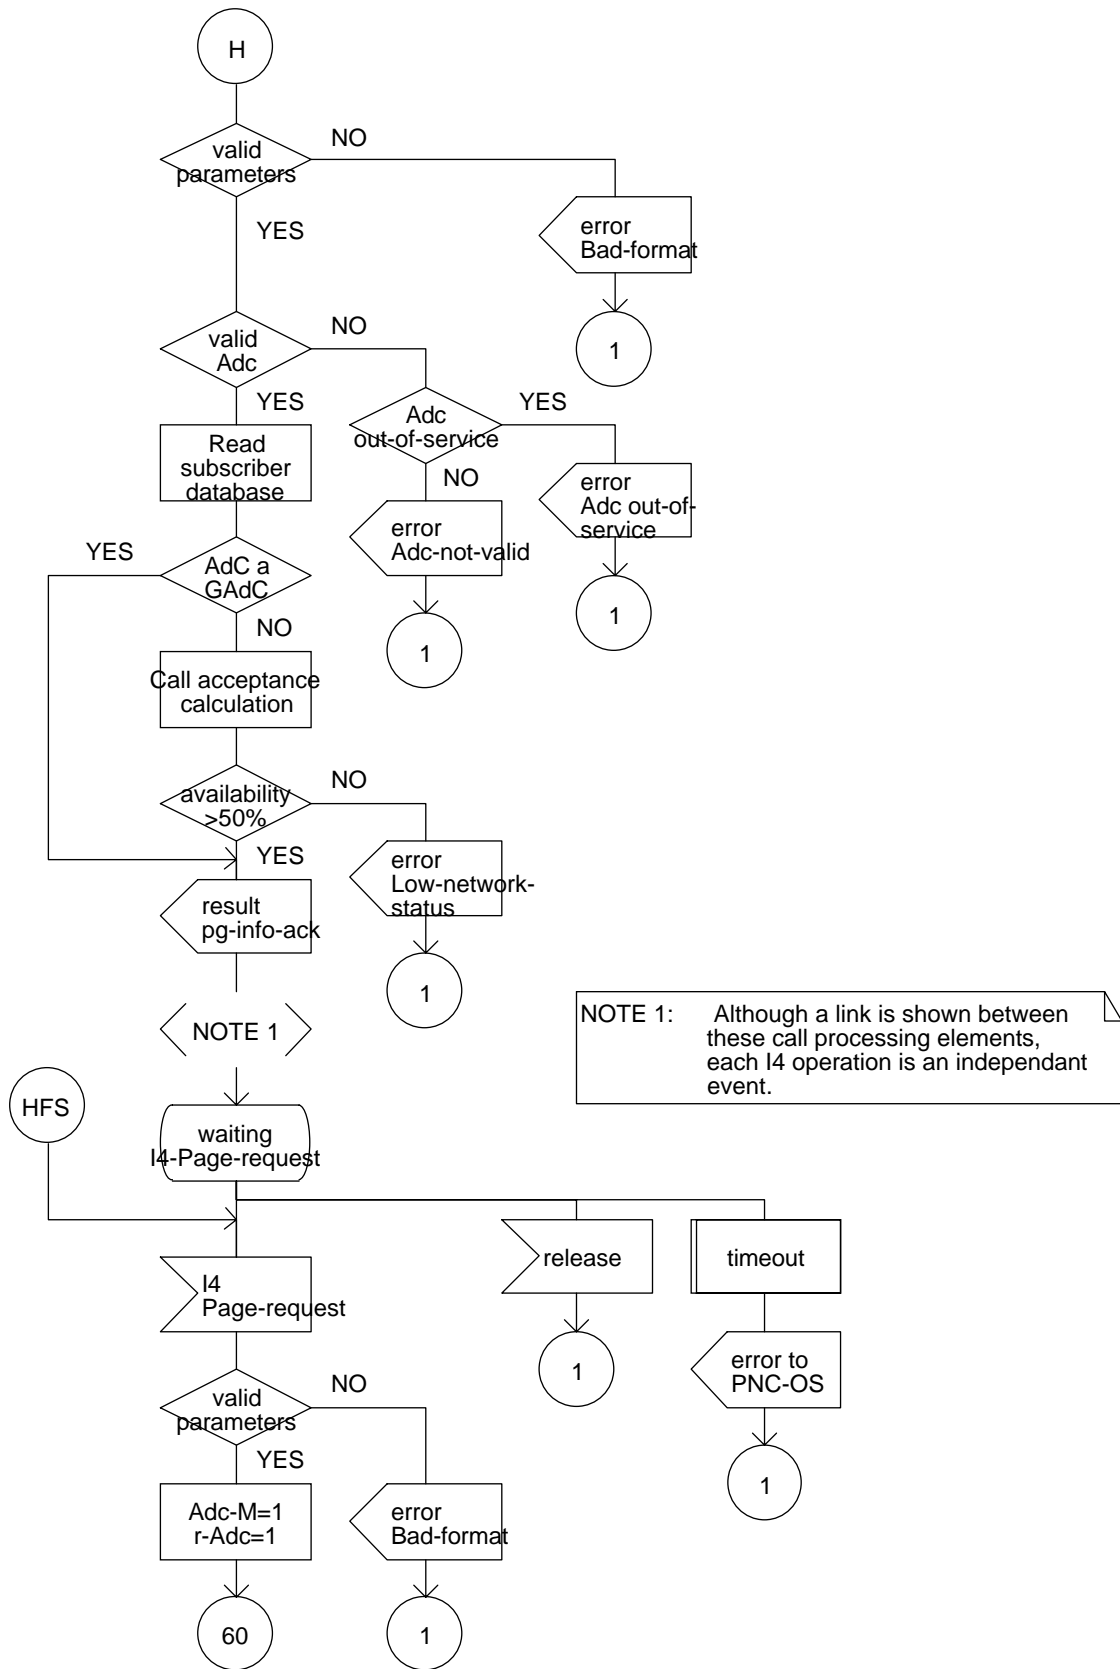 H
NO
valid
parameters
YES
error
Bad-format
NO
valid
Adc
1
YES
YES
Adc
out-of-service
Read
subscriber
database
NO
error
Adc out-of-
service
error
Adc-not-valid
YES
AdC a
GAdC
1
NO
1
Call acceptance
calculation
NO
availability
>50%
YES
error
Low-network-
status
result
pg-info-ack
1
NOTE 1
NOTE 1: Although a link is shown between
these call processing elements,
each I4 operation is an independant
event.
HFS
waiting
I4-Page-request
release
timeout
I4
Page-request
error to
PNC-OS
1
NO
valid
parameters
YES
1
Adc-M=1
r-Adc=1
error
Bad-format
60
1